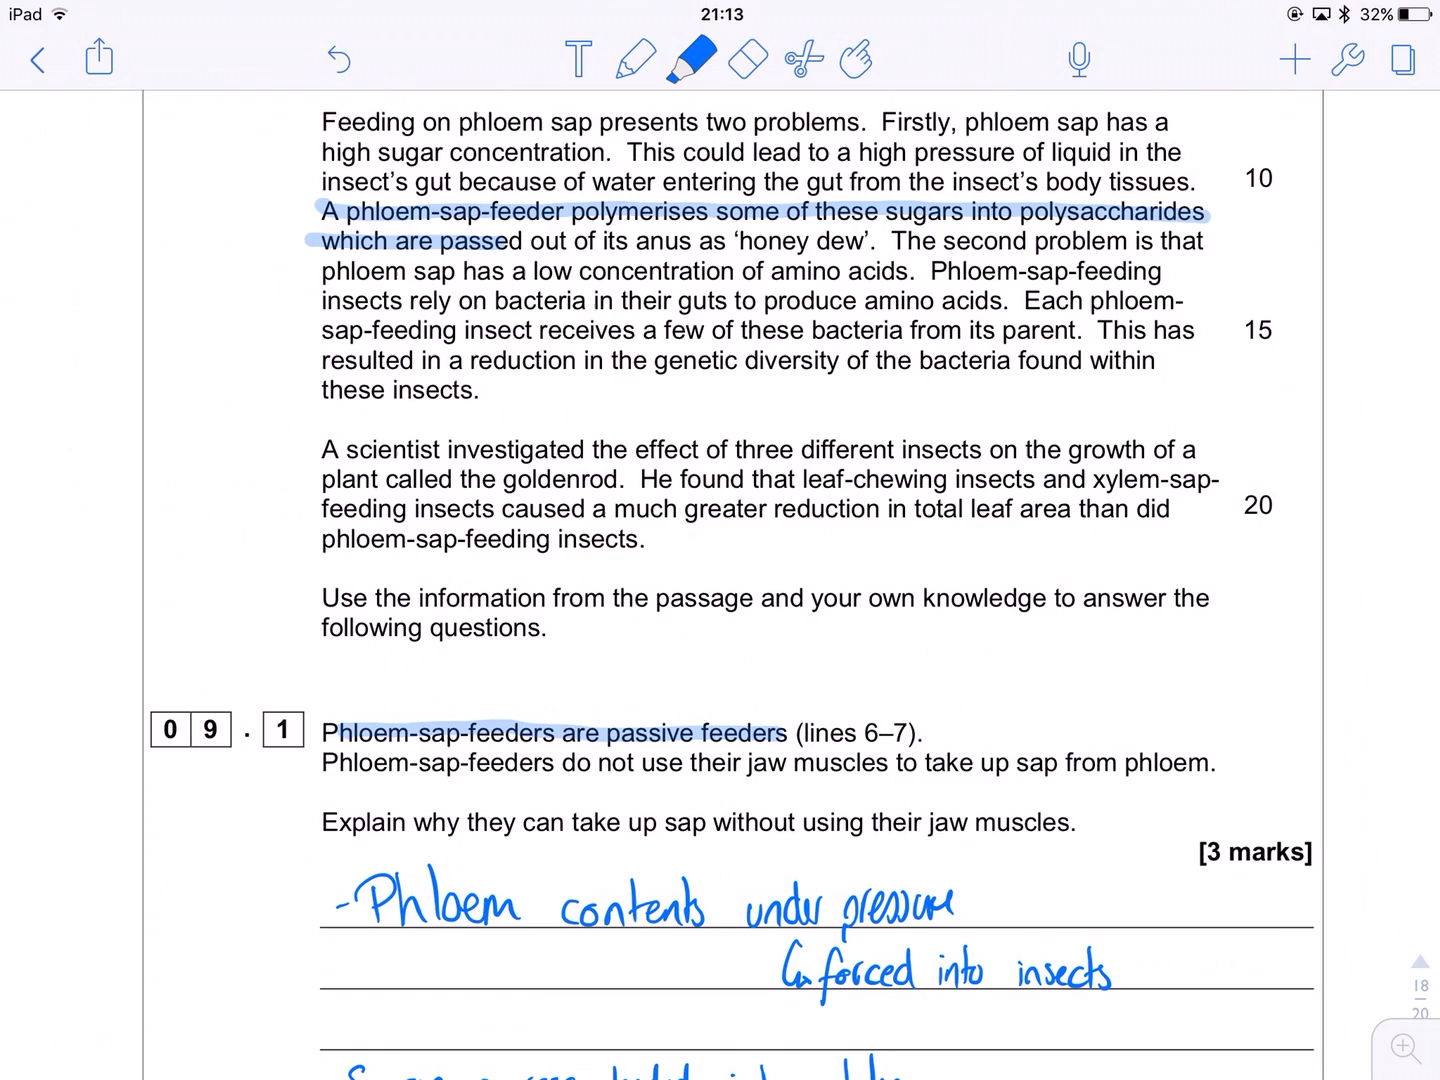 iPad
21:13
32%
T
Feeding on phloem sap presents two problems. Firstly, phloem sap has a
high sugar concentration. This could lead to a high pressure of liquid in the
insect's gut because of water entering the gut from the insect's body tissues. 10
A phloem-sap-feeder polymerises some of these sugars into polysaccharides
which are passed out of its anus as 'honey dew'. The second problem is that
phloem sap has a low concentration of amino acids. Phloem-sap-feeding
insects rely on bacteria in their guts to produce amino acids. Each phloem-
sap-feeding insect receives a few of these bacteria from its parent. This has 15
resulted in a reduction in the genetic diversity of the bacteria found within
these insects.
A scientist investigated the effect of three different insects on the growth of a
plant called the goldenrod. He found that leaf-chewing insects and xylem-sap-
feeding insects caused a much greater reduction in total leaf area than did 20
phloem-sap-feeding insects.
Use the information from the passage and your own knowledge to answer the
following questions.
0 9 . 1 Phloem-sap-feeders are passive feeders (lines 6–7).
Phloem-sap-feeders do not use their jaw muscles to take up sap from phloem.
Explain why they can take up sap without using their jaw muscles.
[3 marks]
- Phloem contents under pressure
forced into insects
18
20